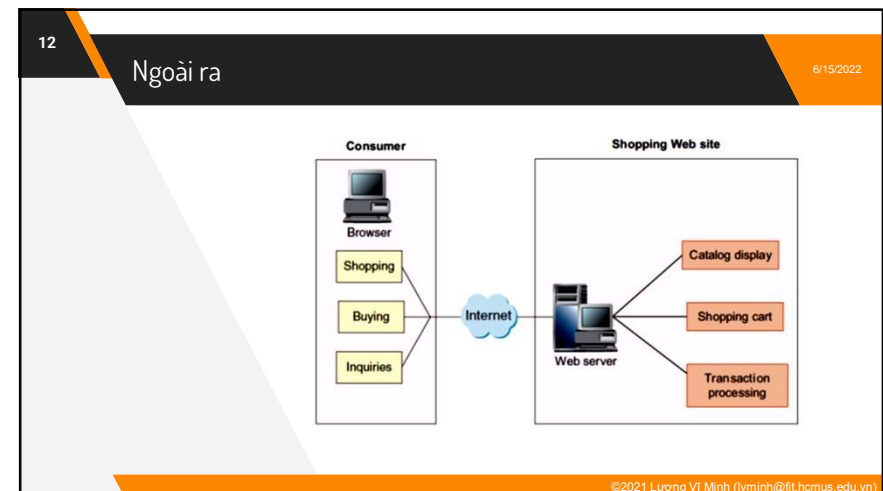 12
Ngoài ra
6/15/2022
Consumer
Browser
Shopping
Buying
Inquiries
Internet
Shopping Web site
Web server
Catalog display
Shopping cart
Transaction
processing
©2021 Lương Vĩ Minh (lvminh@fit.hcmus.edu.vn)